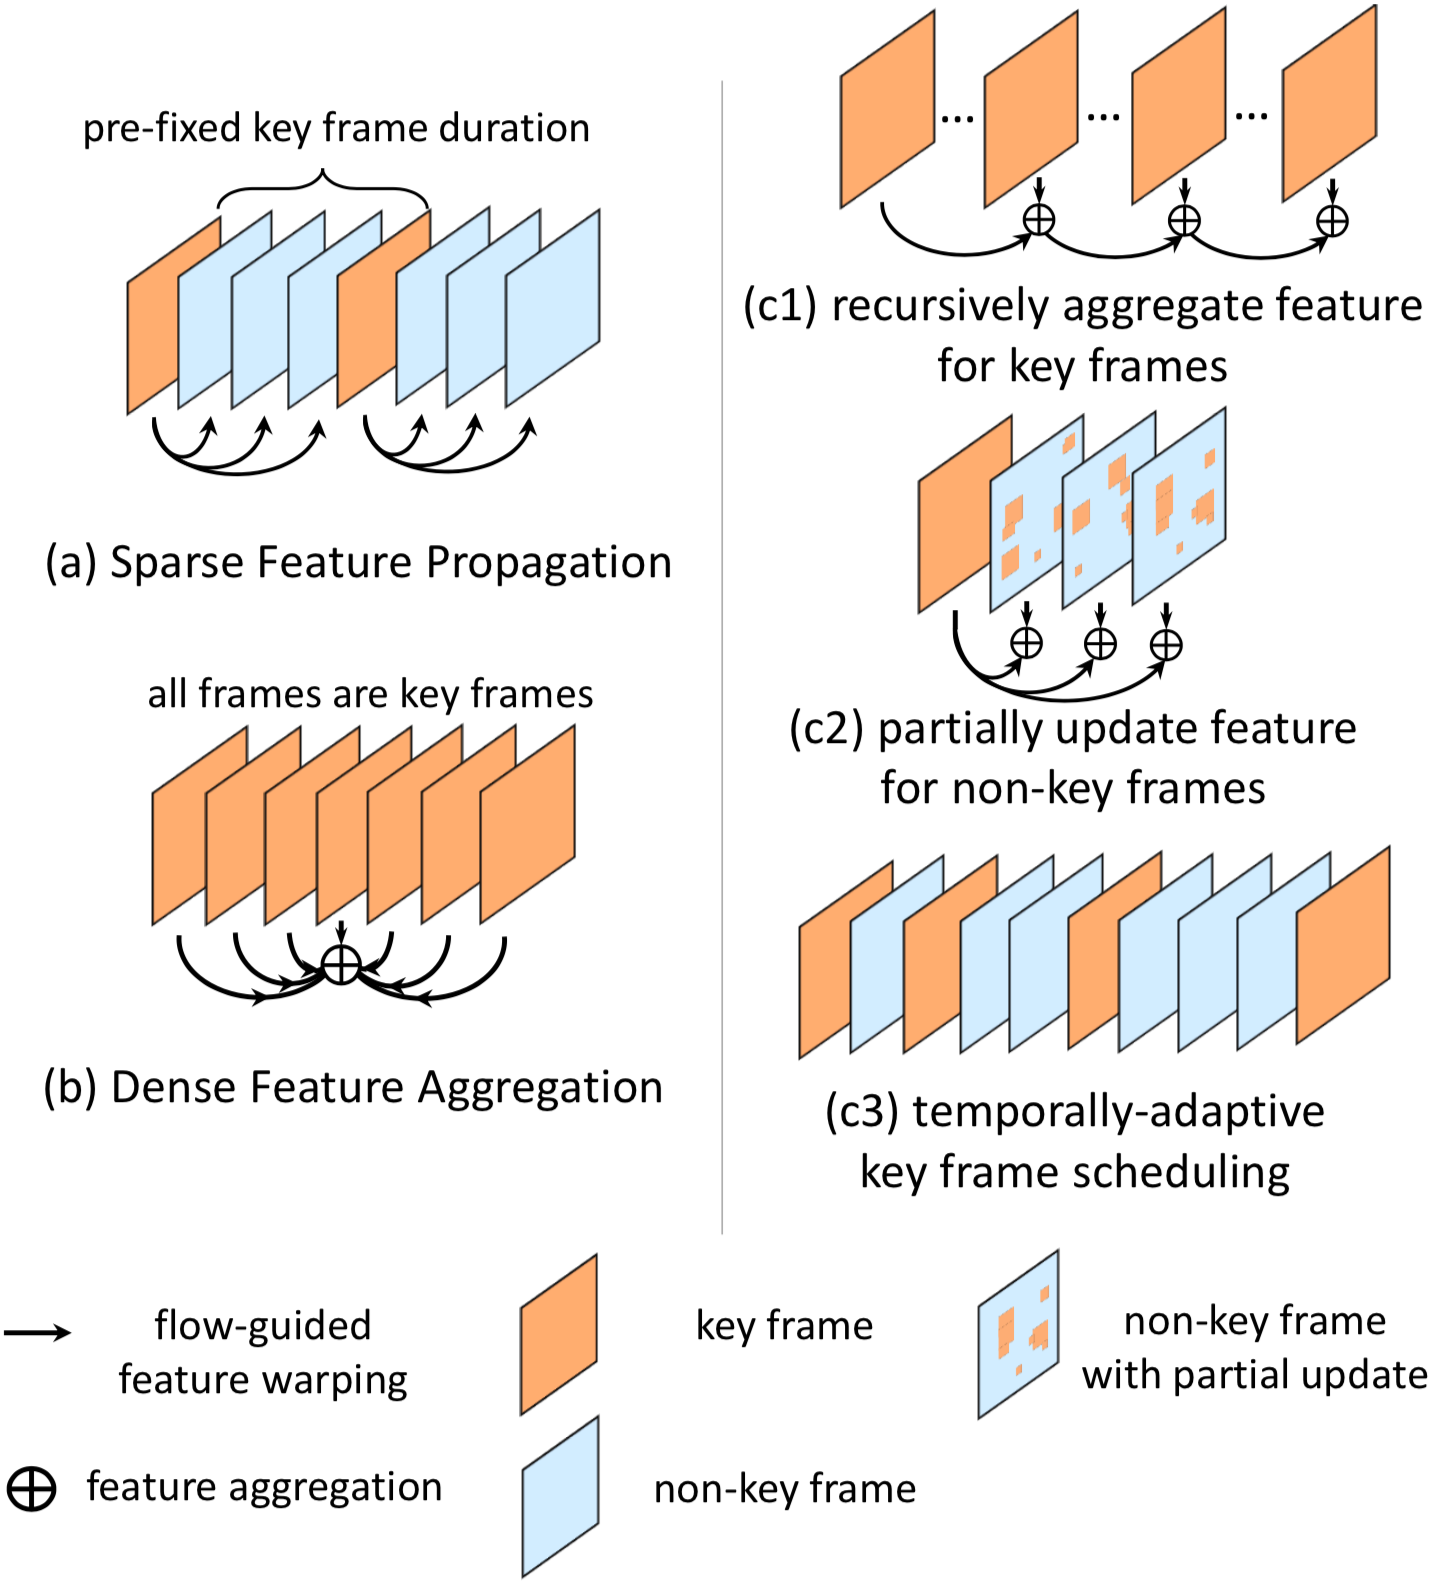 pre-fixed key frame duration
(a) Sparse Feature Propagation
all frames are key frames
(b) Dense Feature Aggregation
...
...
...
(c1) recursively aggregate feature
for key frames
(c2) partially update feature
for non-key frames
(c3) temporally-adaptive
key frame scheduling
flow-guided
feature warping
key frame
non-key frame
with partial update
feature aggregation
non-key frame